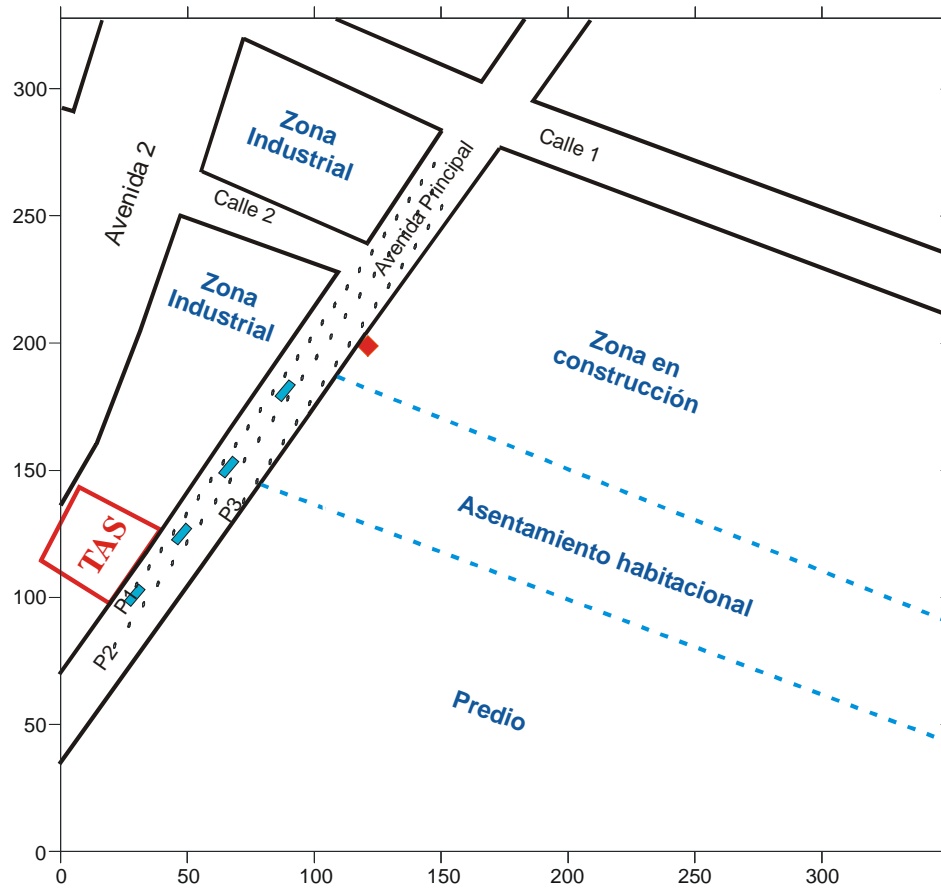 300
250
200
150
100
50
0
0
50
100
150
200
250
300
Zona
Industrial
Calle 1
Avenida 2
Avenida Principal
Calle 2
Zona
Industrial
Zona en
construcción
TAS
P3
P1
P2
Asentamiento habitacional
Predio